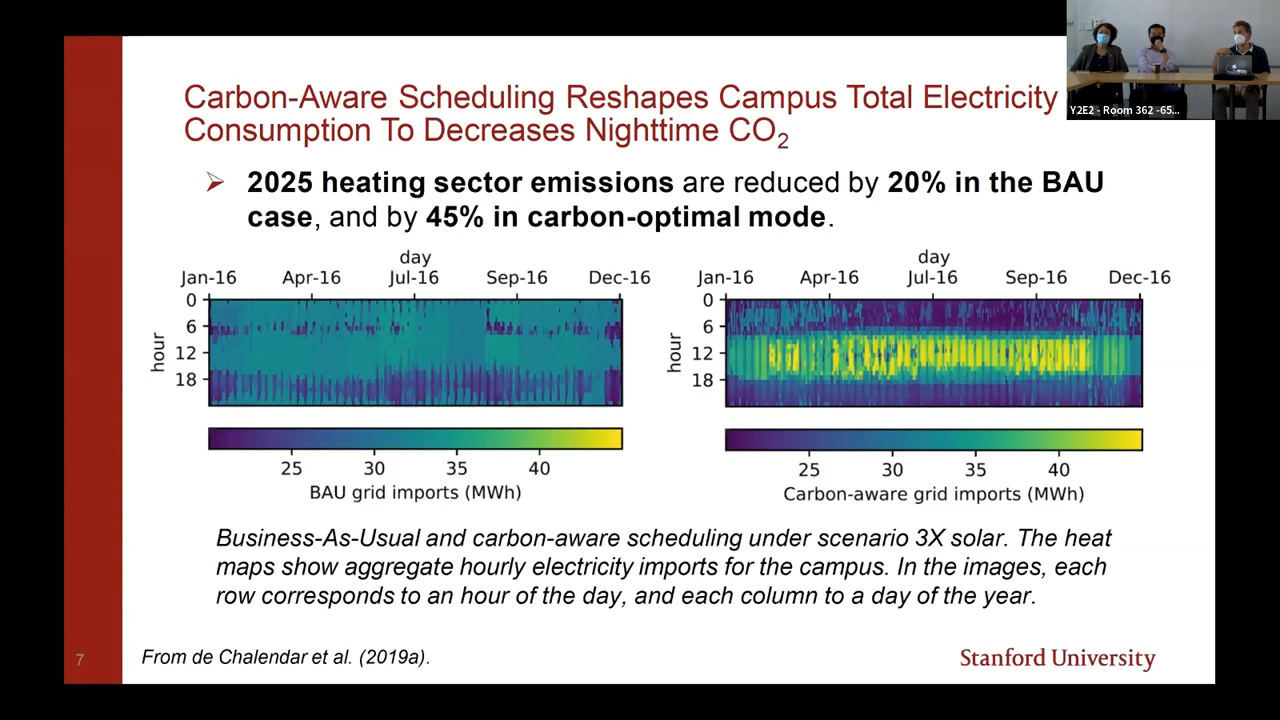 Carbon-Aware Scheduling Reshapes Campus Total Electricity
Consumption To Decreases Nighttime CO2
Y2E2 - Room 362 -65...
➢ 2025 heating sector emissions are reduced by 20% in the BAU
case, and by 45% in carbon-optimal mode.
day
Jan-16 Apr-16 Jul-16 Sep-16 Dec-16
0
6
12
18
hour
25 30 35 40
BAU grid imports (MWh)
day
Jan-16 Apr-16 Jul-16 Sep-16 Dec-16
0
6
12
18
hour
25 30 35 40
Carbon-aware grid imports (MWh)
Business-As-Usual and carbon-aware scheduling under scenario 3X solar. The heat
maps show aggregate hourly electricity imports for the campus. In the images, each
row corresponds to an hour of the day, and each column to a day of the year.
7
From de Chalendar et al. (2019a).
Stanford University